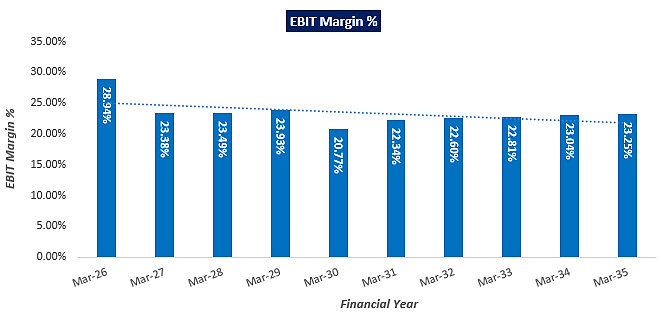 EBIT Margin %
35.00%
30.00%
25.00%
20.00%
15.00%
10.00%
5.00%
0.00%
EBIT Margin %
28.94%
23.38%
23.49%
23.93%
20.77%
22.34%
22.60%
22.81%
23.04%
23.25%
Mar-26
Mar-27
Mar-28
Mar-29
Mar-30
Mar-31
Mar-32
Mar-33
Mar-34
Mar-35
Financial Year